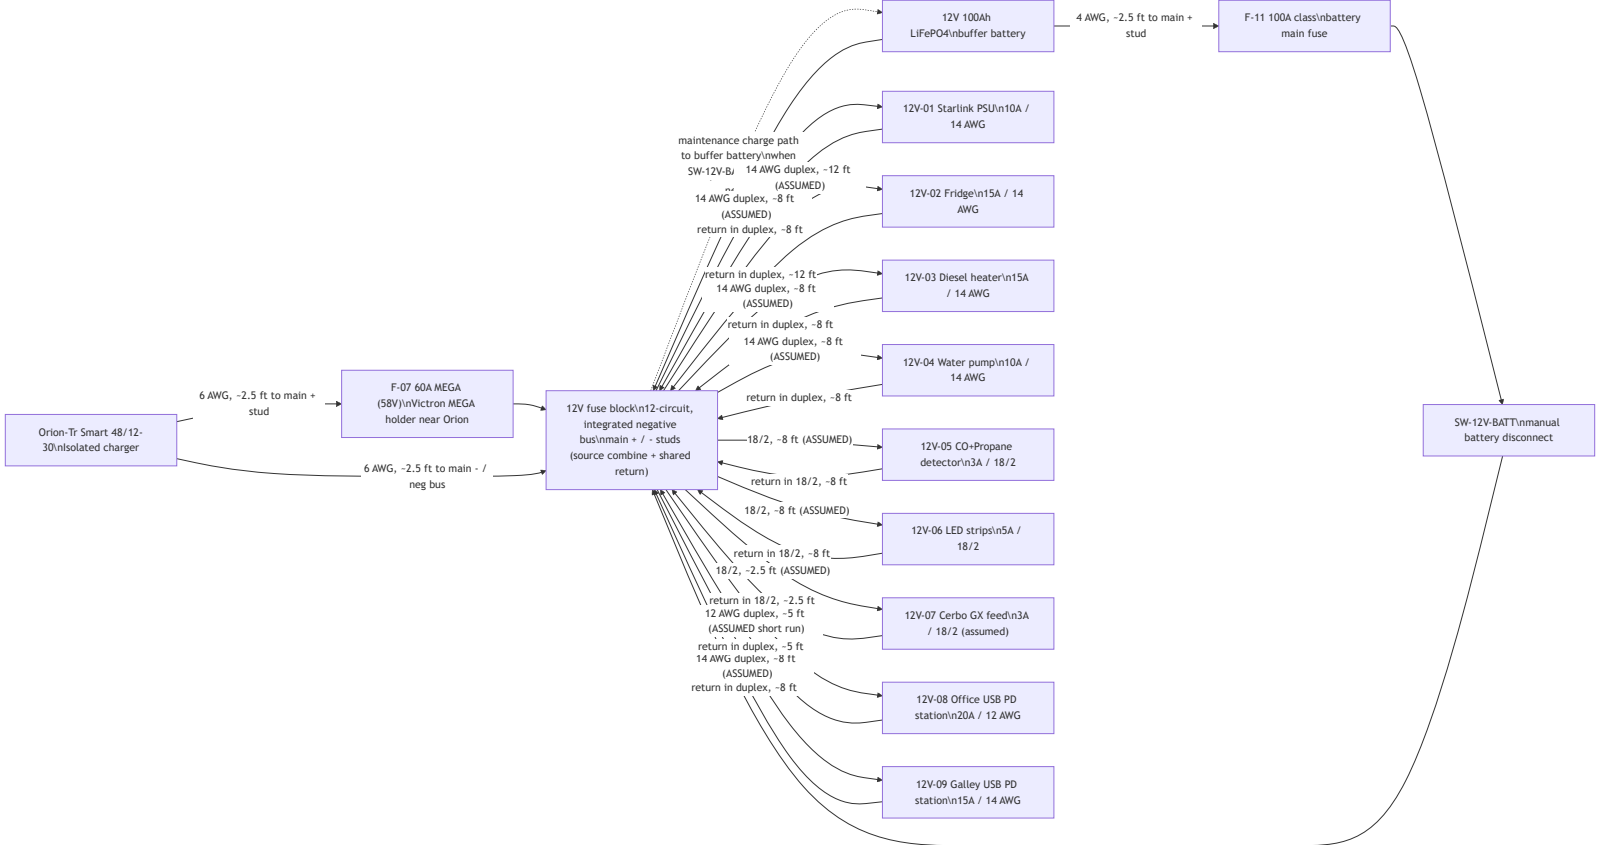 12V 100Ah
LiFePO4\nbuffer battery
4 AWG, ~2.5 ft to main +
stud
F-11 100A class\nbattery
main fuse
12V-01 Starlink PSU\n10A /
14 AWG
maintenance charge path
to buffer battery\nwhen
14 AWG duplex, ~12 ft
(ASSUMED)
12V-02 Fridge\n15A / 14
AWG
14 AWG duplex, ~8 ft
(ASSUMED)
return in duplex, ~8 ft
return in duplex, ~12 ft
14 AWG duplex, ~8 ft
(ASSUMED)
12V-03 Diesel heater\n15A
/ 14 AWG
return in duplex, ~8 ft
14 AWG duplex, ~8 ft
(ASSUMED)
12V-04 Water pump\n10A /
14 AWG
return in duplex, ~8 ft
6 AWG, ~2.5 ft to main +
stud
F-07 60A MEGA
(58V)\nVictron MEGA
holder near Orion
Orion-Tr Smart 48/12-
30\nIsolated charger
6 AWG, ~2.5 ft to main - /
neg bus
12V fuse block\n12-circuit,
integrated negative
bus\nmain + / - studs
(source combine + shared
return)
18/2, ~8 ft (ASSUMED)
12V-05 CO+Propane
detector\n3A / 18/2
return in 18/2, ~8 ft
SW-12V-BATT\nmanual
battery disconnect
18/2, ~8 ft (ASSUMED)
12V-06 LED strips\n5A /
18/2
return in 18/2, ~8 ft
18/2, ~2.5 ft (ASSUMED)
12V-07 Cerbo GX feed\n3A
/ 18/2 (assumed)
return in 18/2, ~2.5 ft
12 AWG duplex, ~5 ft
(ASSUMED short run)
return in duplex, ~5 ft
14 AWG duplex, ~8 ft
(ASSUMED)
return in duplex, ~8 ft
12V-08 Office USB PD
station\n20A / 12 AWG
12V-09 Galley USB PD
station\n15A / 14 AWG